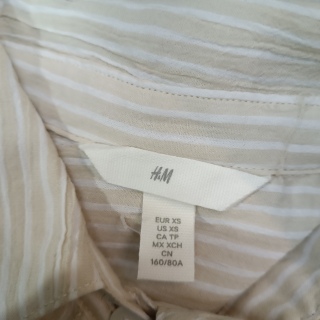 H&M
EUR XS
US XS
CA TP
MX XCH
CN
160/80A